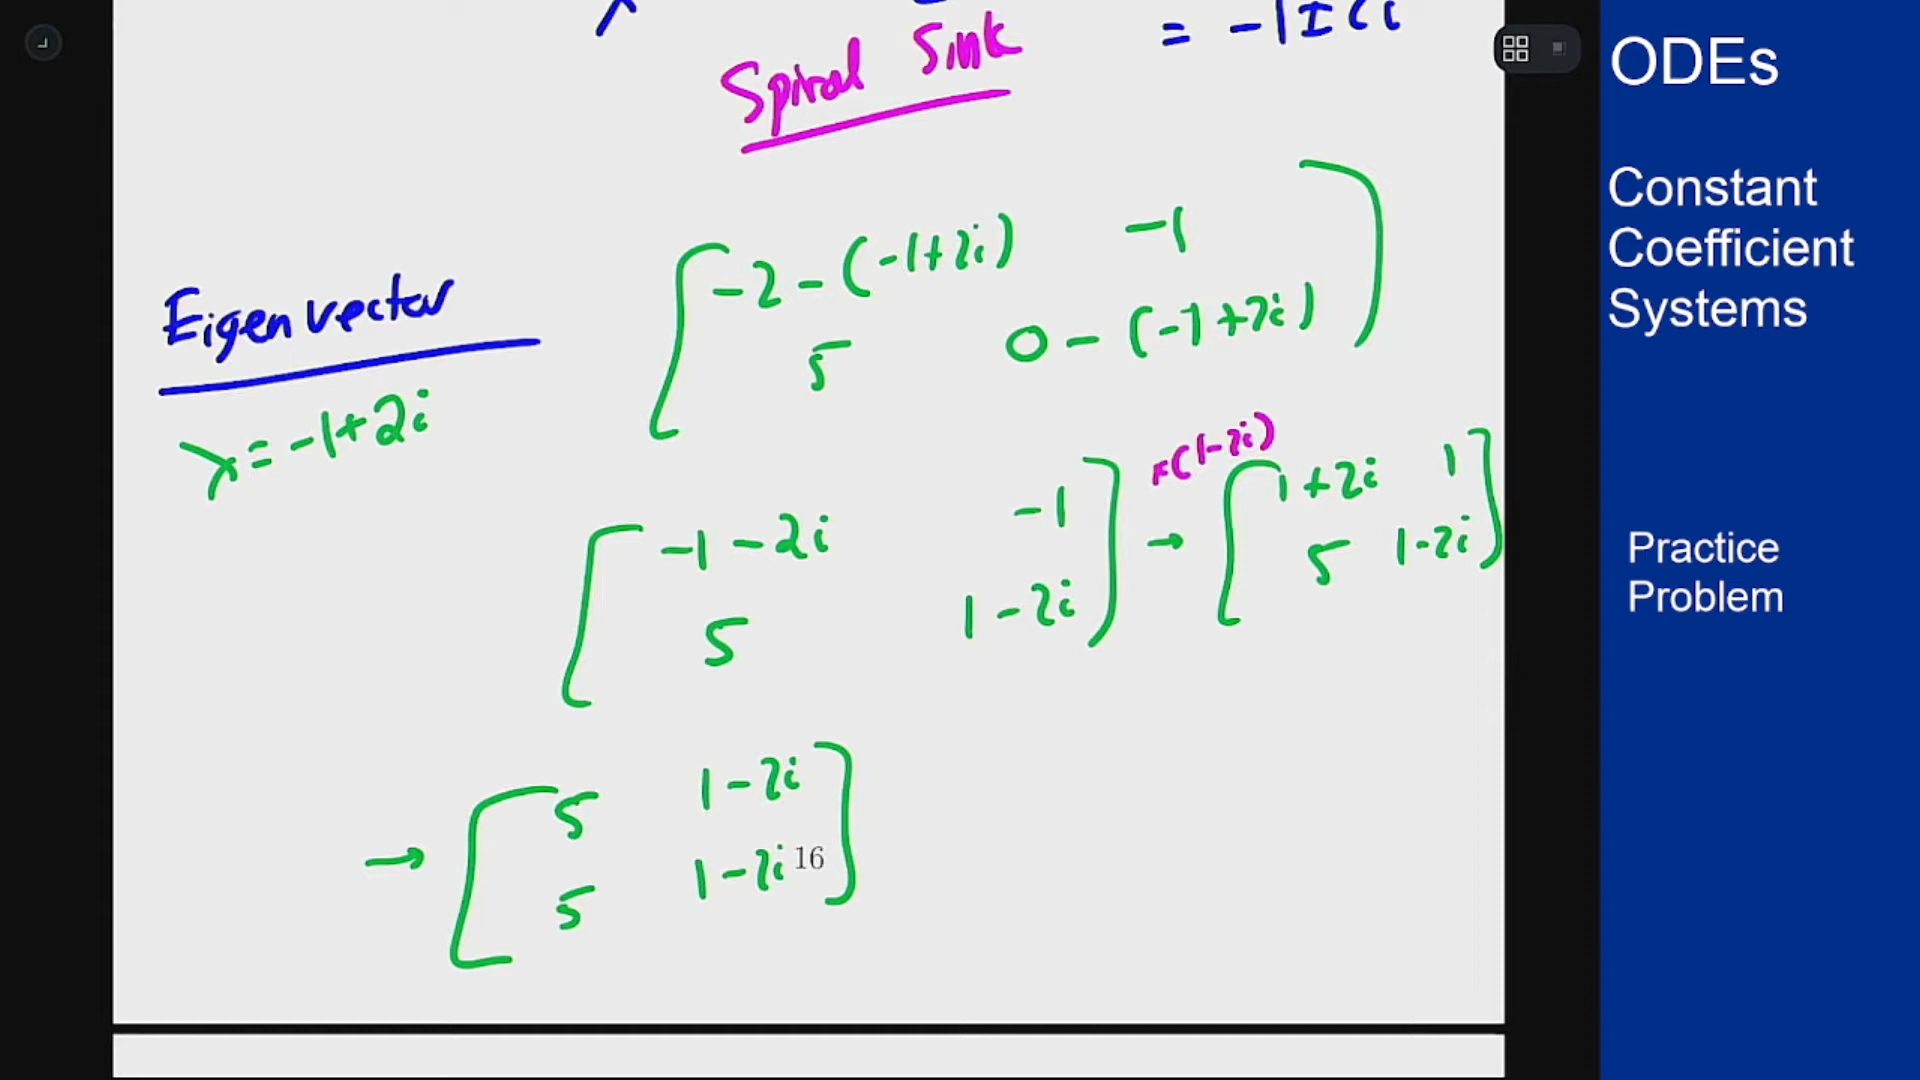 λ
= -1 ± 2i
Spiral Sink
Eigenvector
λ = -1+2i
[ -2-(-1+2i) -1
5 0-(-1+2i) ]
[ -1-2i -1
5 1-2i ]
→
*(1-2i)
[ 1+2i 1
5 1-2i ]
→ [ 5 1-2i
5 1-2i ]
16
ODEs
Constant
Coefficient
Systems
Practice
Problem